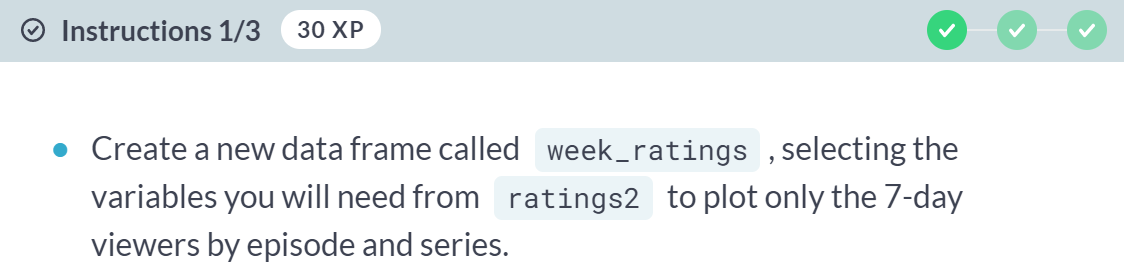 Instructions 1/3 30 XP
Create a new data frame called week_ratings , selecting the
variables you will need from ratings2 to plot only the 7-day
viewers by episode and series.